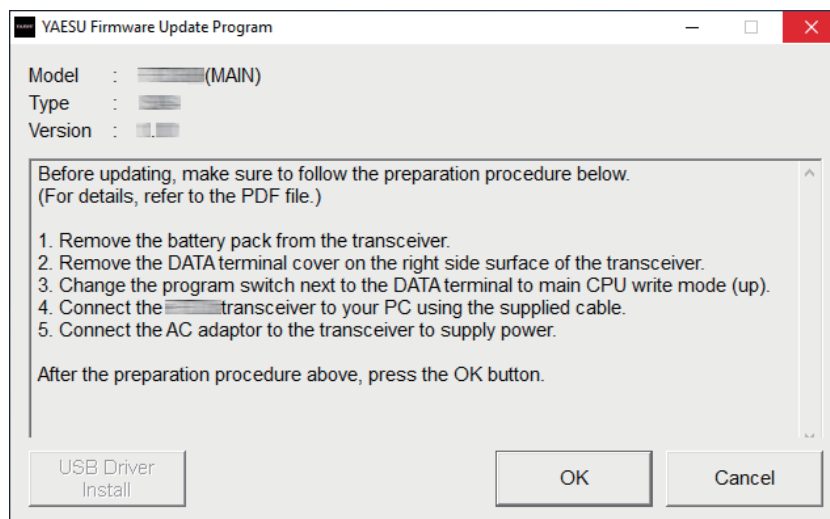 YAESU Firmware Update Program
Model : (MAIN)
Type :
Version :
Before updating, make sure to follow the preparation procedure below.
(For details, refer to the PDF file.)
1. Remove the battery pack from the transceiver.
2. Remove the DATA terminal cover on the right side surface of the transceiver.
3. Change the program switch next to the DATA terminal to main CPU write mode (up).
4. Connect the transceiver to your PC using the supplied cable.
5. Connect the AC adaptor to the transceiver to supply power.
After the preparation procedure above, press the OK button.
USB Driver
Install
OK
Cancel